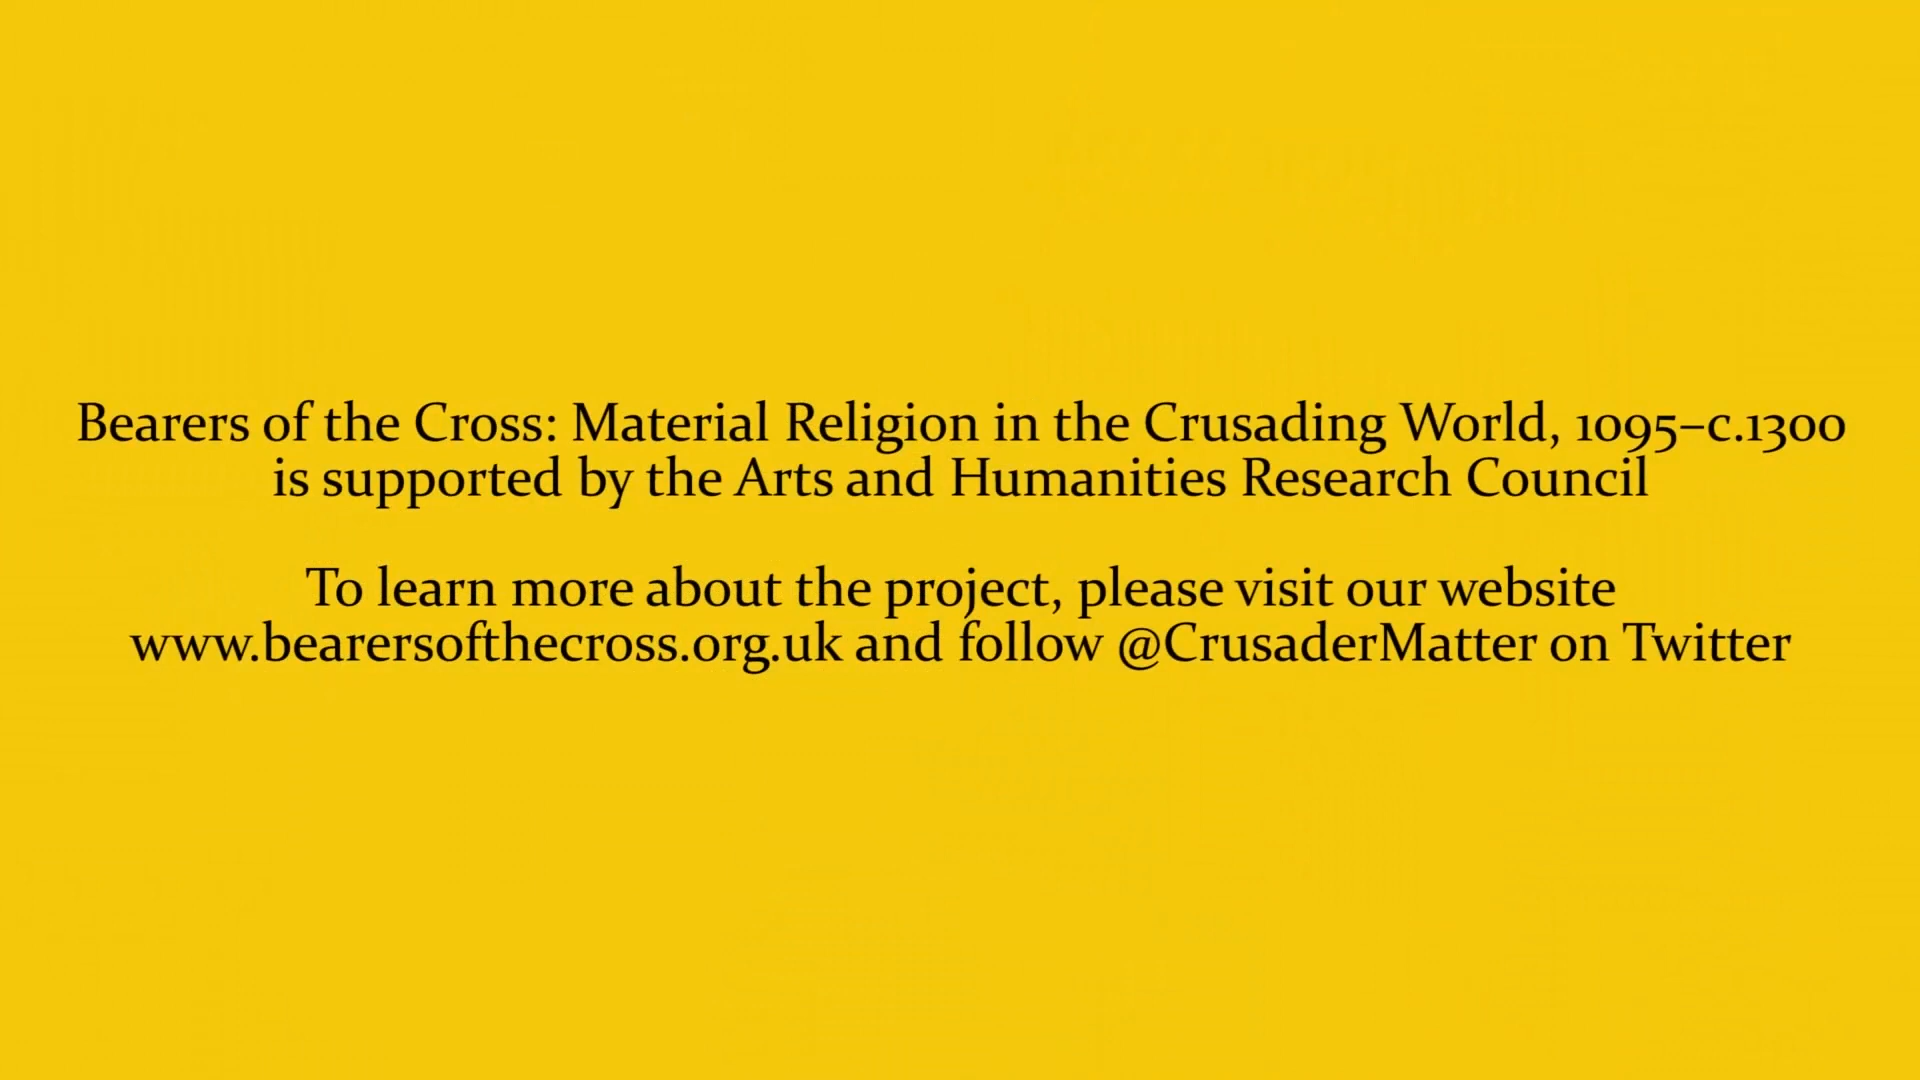 Bearers of the Cross: Material Religion in the Crusading World, 1095–c.1300
is supported by the Arts and Humanities Research Council
To learn more about the project, please visit our website
www.bearersofthecross.org.uk and follow @CrusaderMatter on Twitter